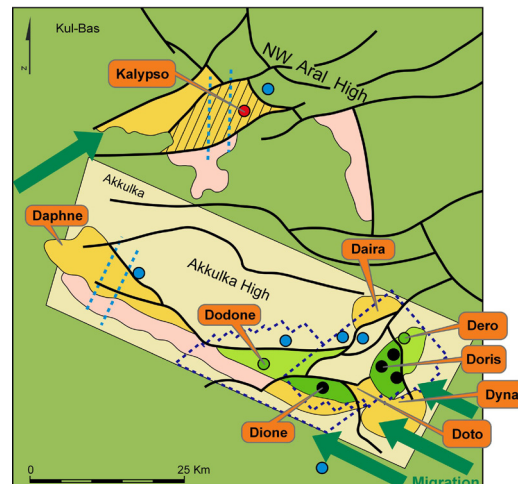 Kul-Bas
z
NW Aral High
Kalypso
Akkulka
Daphne
Akkulka High
Daira
Dodone
Dero
Doris
Dyna
Dione
Doto
0
25 Km
Migration